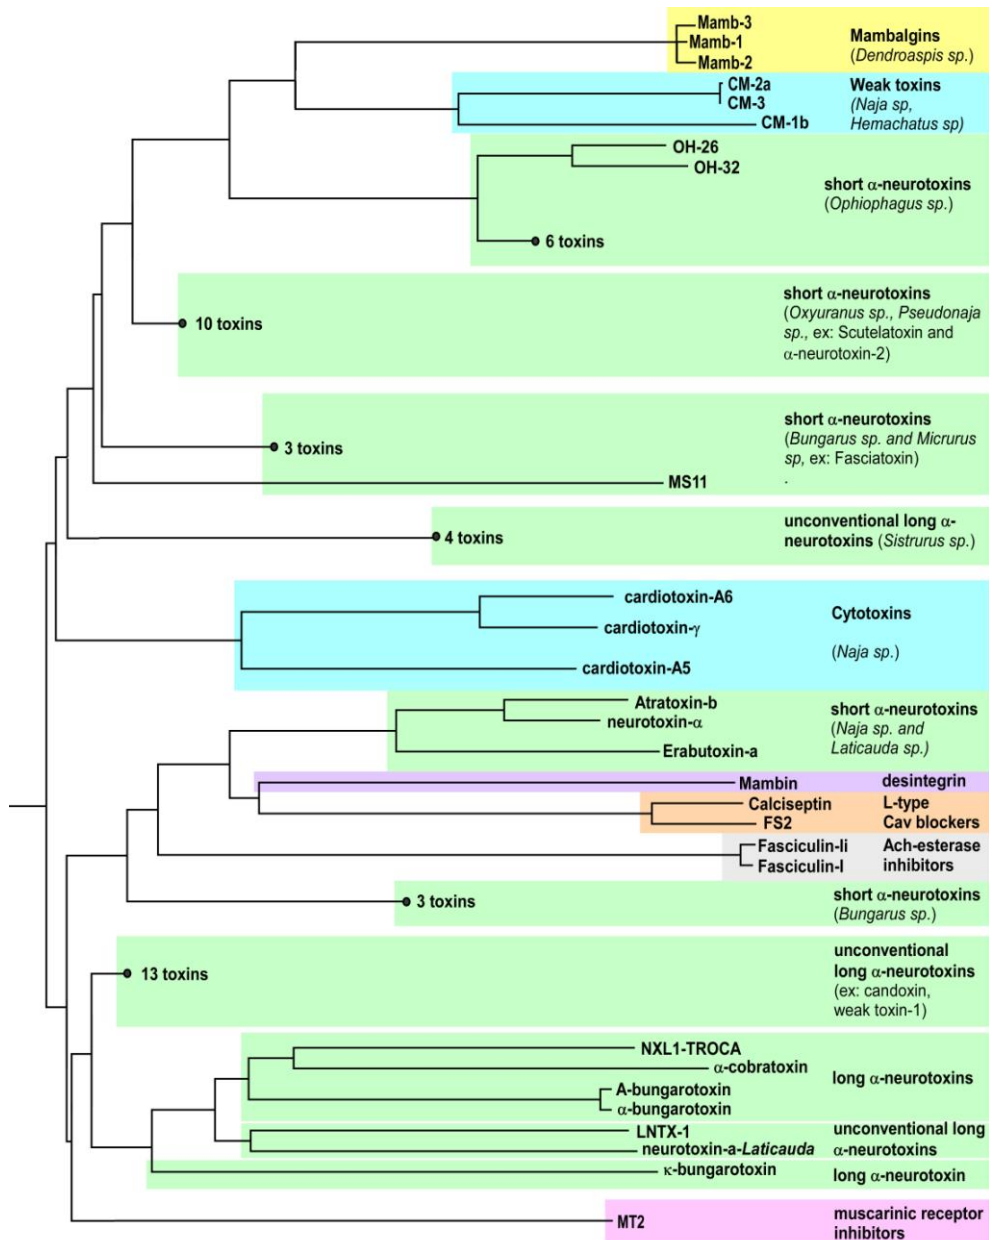 Mamb-3
Mamb-1
Mamb-2
Mambalgins
(Dendroaspis sp.)
CM-2a
CM-3
CM-1b
Weak toxins
(Naja sp,
Hemachatus sp)
OH-26
OH-32
6 toxins
short α-neurotoxins
(Ophiophagus sp.)
10 toxins
short α-neurotoxins
(Oxyuranus sp., Pseudonaja
sp., ex: Scutelatoxin and
α-neurotoxin-2)
3 toxins
short α-neurotoxins
(Bungarus sp. and Micrurus
sp, ex: Fasciatoxin)
MS11
.
4 toxins
unconventional long α-
neurotoxins (Sistrurus sp.)
cardiotoxin-A6
cardiotoxin-γ
cardiotoxin-A5
Cytotoxins
(Naja sp.)
Atratoxin-b
neurotoxin-α
Erabutoxin-a
short α-neurotoxins
(Naja sp. and
Laticauda sp.)
Mambin
desintegrin
Calciseptin
FS2
L-type
Cav blockers
Fasciculin-Ii
Fasciculin-I
Ach-esterase
inhibitors
3 toxins
short α-neurotoxins
(Bungarus sp.)
13 toxins
unconventional
long α-neurotoxins
(ex: candoxin,
weak toxin-1)
NXL1-TROCA
α-cobratoxin
A-bungarotoxin
α-bungarotoxin
long α-neurotoxins
LNTX-1
neurotoxin-a-Laticauda
unconventional long
α-neurotoxins
κ-bungarotoxin
long α-neurotoxin
MT2
muscarinic receptor
inhibitors